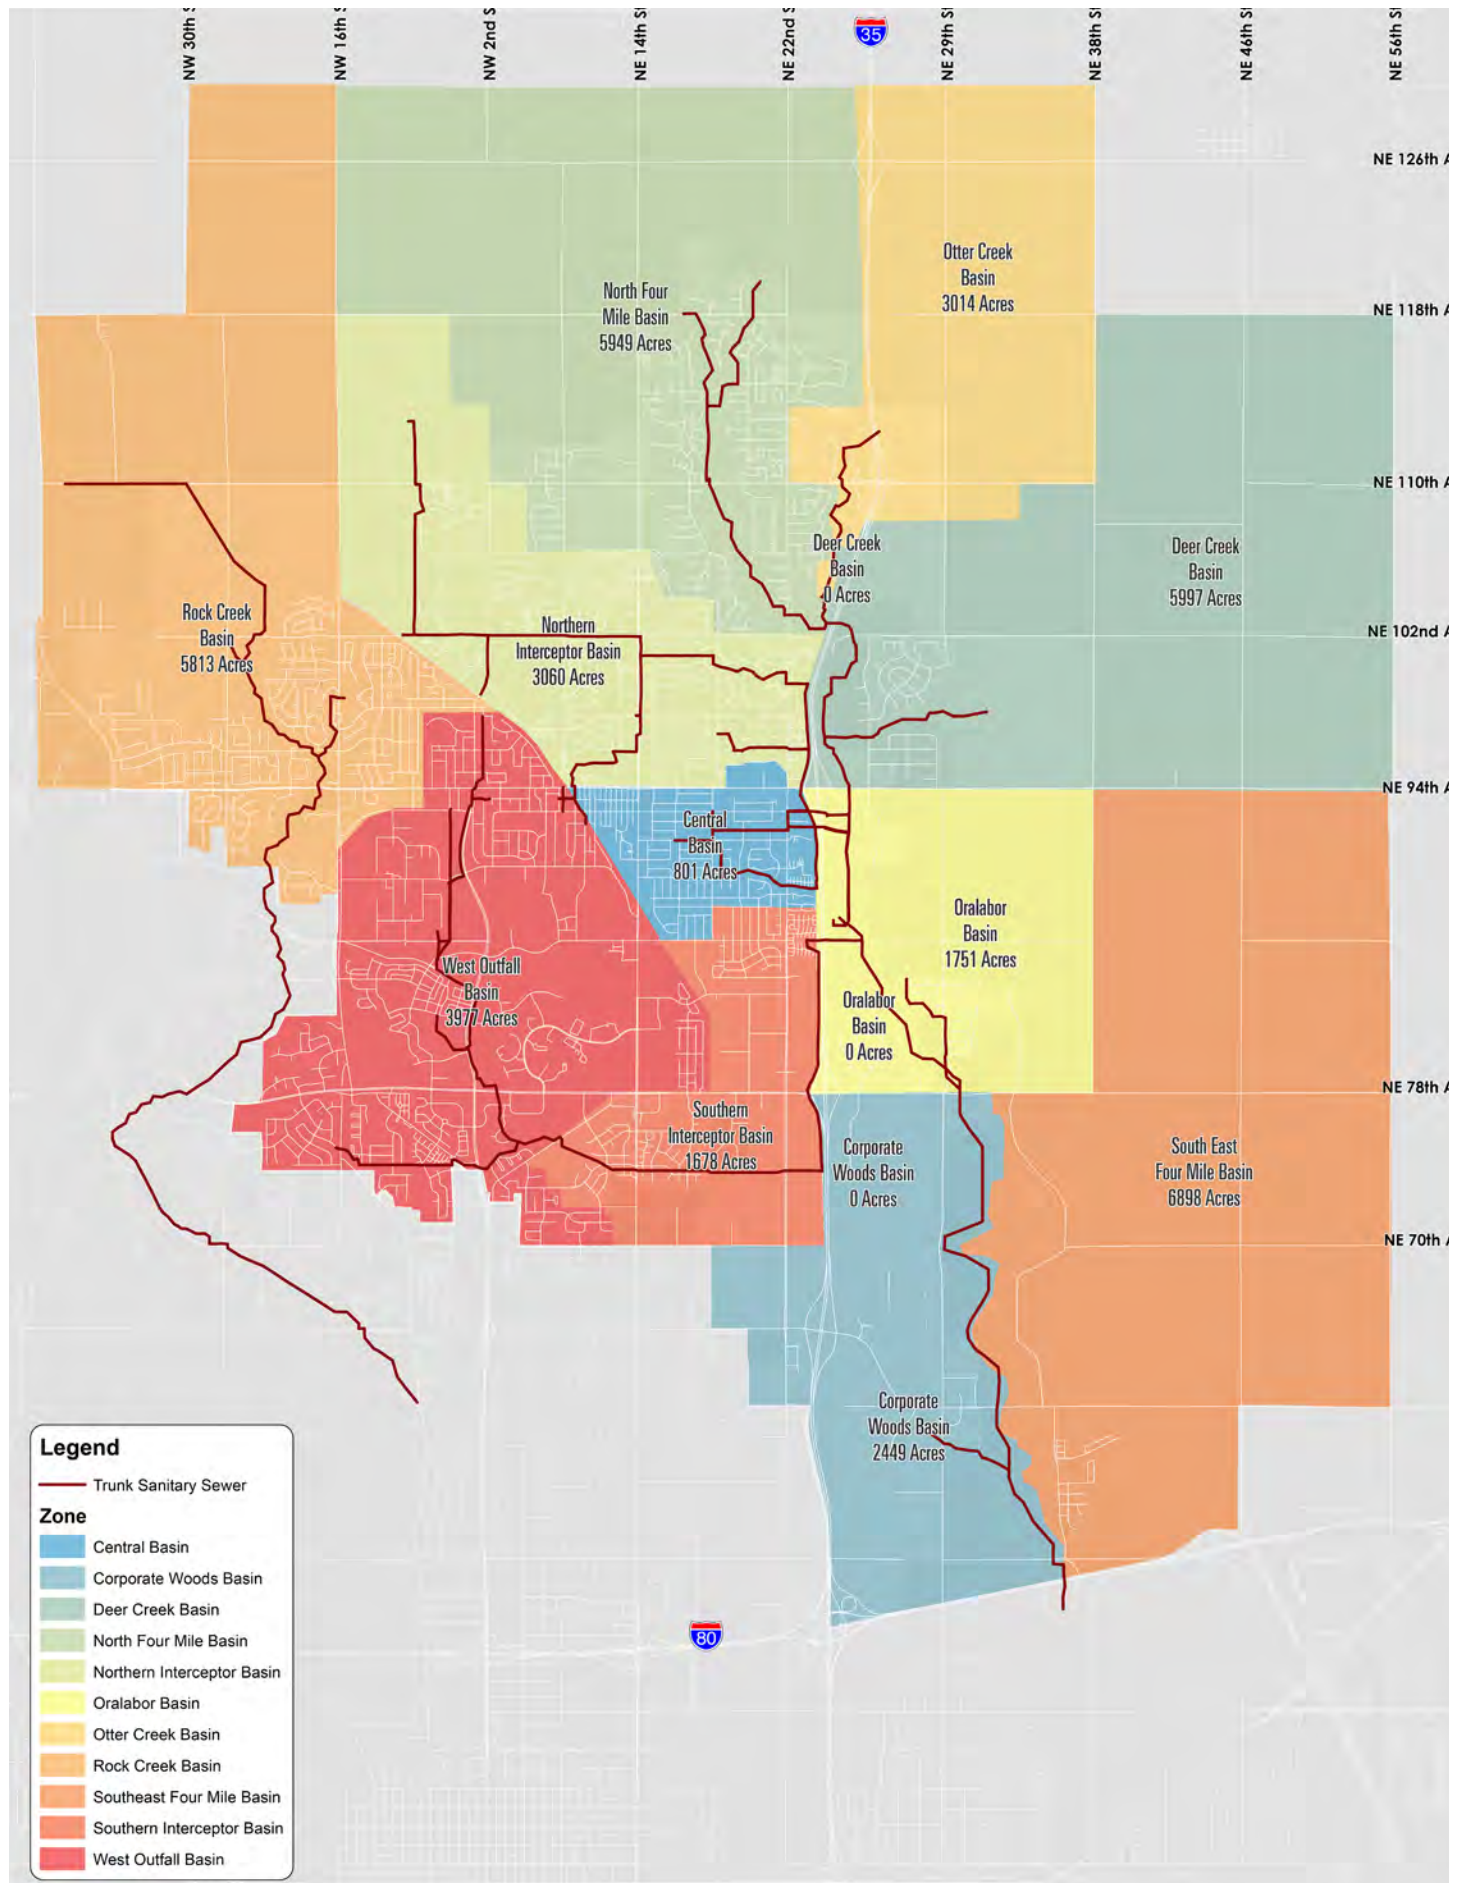 NW 30th S
NW 16th S
NW 2nd S
NE 14th S
NE 22nd S
35
NE 29th St
NE 38th St
NE 46th St
NE 56th St
NE 126th A
Otter Creek
Basin
3014 Acres
North Four
Mile Basin
5949 Acres
NE 118th A
NE 110th A
Deer Creek
Basin
0 Acres
Deer Creek
Basin
5997 Acres
Rock Creek
Basin
5813 Acres
Northern
Interceptor Basin
3060 Acres
NE 102nd A
NE 94th A
Central
Basin
801 Acres
Oralabor
Basin
1751 Acres
West Outfall
Basin
3977 Acres
Oralabor
Basin
0 Acres
NE 78th A
Southern
Interceptor Basin
1678 Acres
Corporate
Woods Basin
0 Acres
South East
Four Mile Basin
6898 Acres
NE 70th A
Corporate
Woods Basin
2449 Acres
Legend
Trunk Sanitary Sewer
Zone
Central Basin
Corporate Woods Basin
Deer Creek Basin
North Four Mile Basin
Northern Interceptor Basin
Oralabor Basin
Otter Creek Basin
Rock Creek Basin
Southeast Four Mile Basin
Southern Interceptor Basin
West Outfall Basin
80